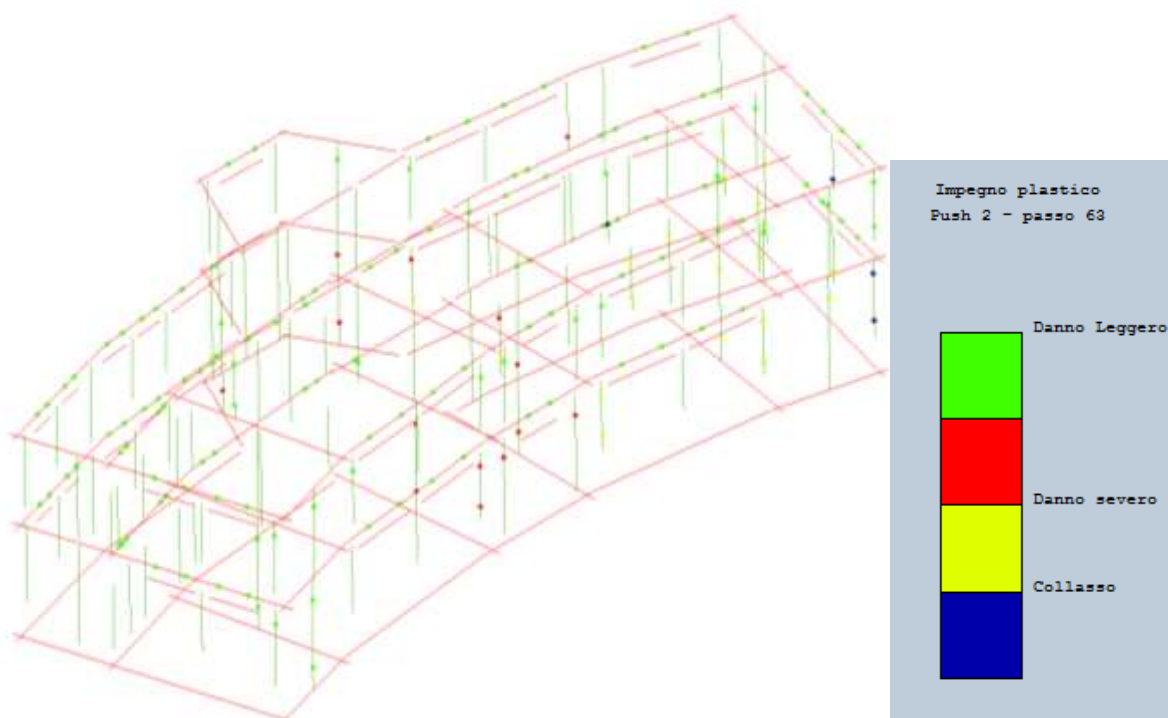 Impegno plastico
Push 2 - passo 63
Danno Leggero
Danno severo
Collasso